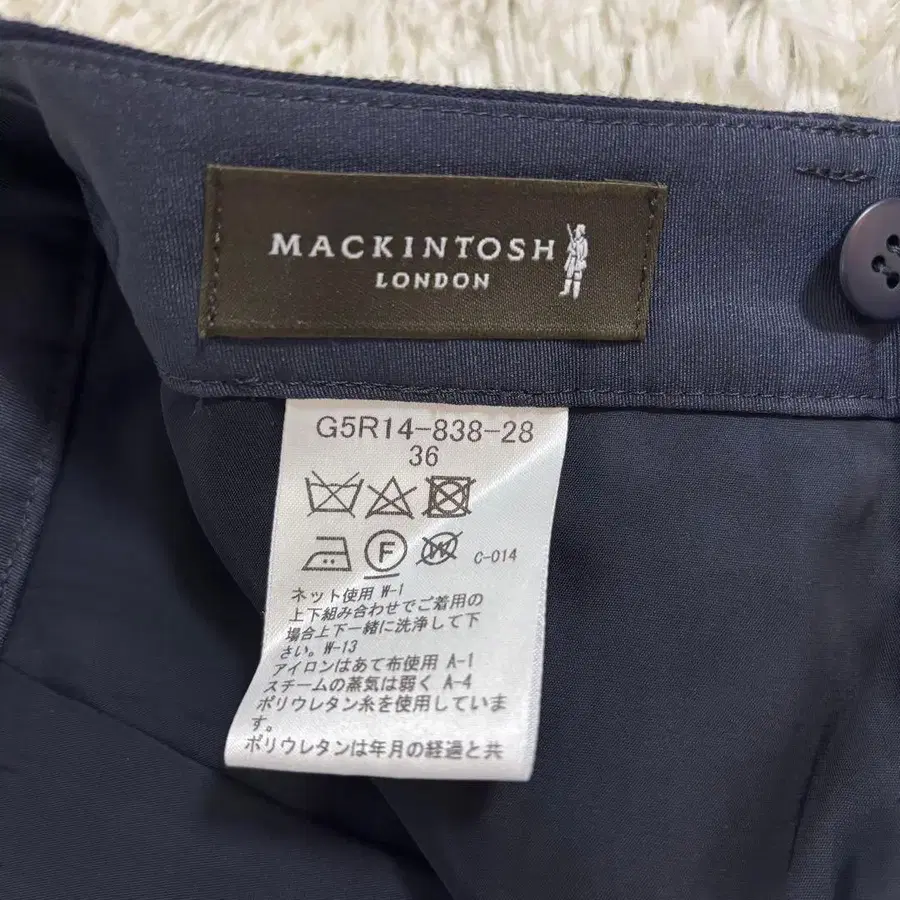 MACKINTOSH
LONDON
G5R14-838-28
36
F
W
C-014
ネット使用 W-1
上下組み合わせでご着用の
場合上下一緒に洗浄して下
さい。W-13
アイロンはあて布使用 A-1
スチームの蒸気は弱く A-4
ポリウレタン糸を使用していま
す。
ポリウレタンは年月の経過と共